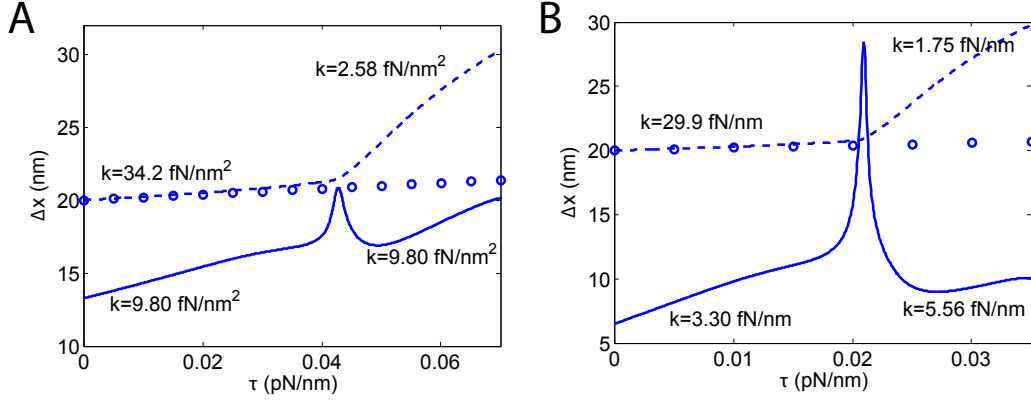 A
30
25
20
15
10
Δx (nm)
k=2.58 fN/nm²
k=34.2 fN/nm²
k=9.80 fN/nm²
k=9.80 fN/nm²
0
0.02
0.04
0.06
τ (pN/nm)
B
30
25
20
15
10
5
Δx (nm)
k=1.75 fN/nm
k=29.9 fN/nm
k=3.30 fN/nm
k=5.56 fN/nm
0
0.01
0.02
0.03
τ (pN/nm)